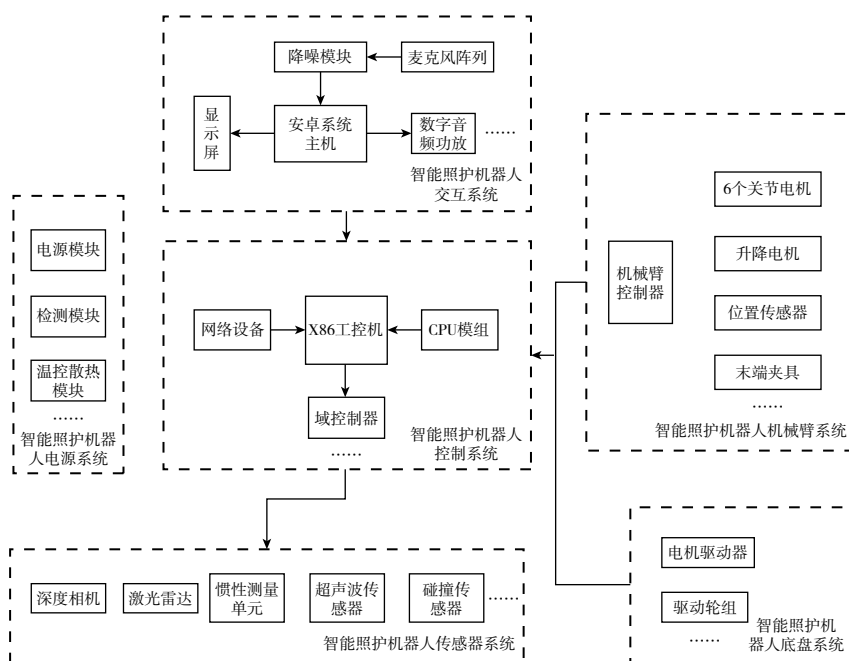 降噪模块
麦克风阵列
显
示
屏
安卓系统
主机
数字音
频功放
……
智能照护机器人
交互系统
电源模块
检测模块
温控散热
模块
……
智能照护机器
人电源系统
网络设备
X86工控机
CPU模组
域控制器
……
智能照护机器人
控制系统
机械臂
控制器
6个关节电机
升降电机
位置传感器
末端夹具
……
智能照护机器人机械臂系统
深度相机
激光雷达
惯性测量
单元
超声波传
感器
碰撞传
感器
……
智能照护机器人传感器系统
电机驱动器
驱动轮组
……
智能照护机
器人底盘系统